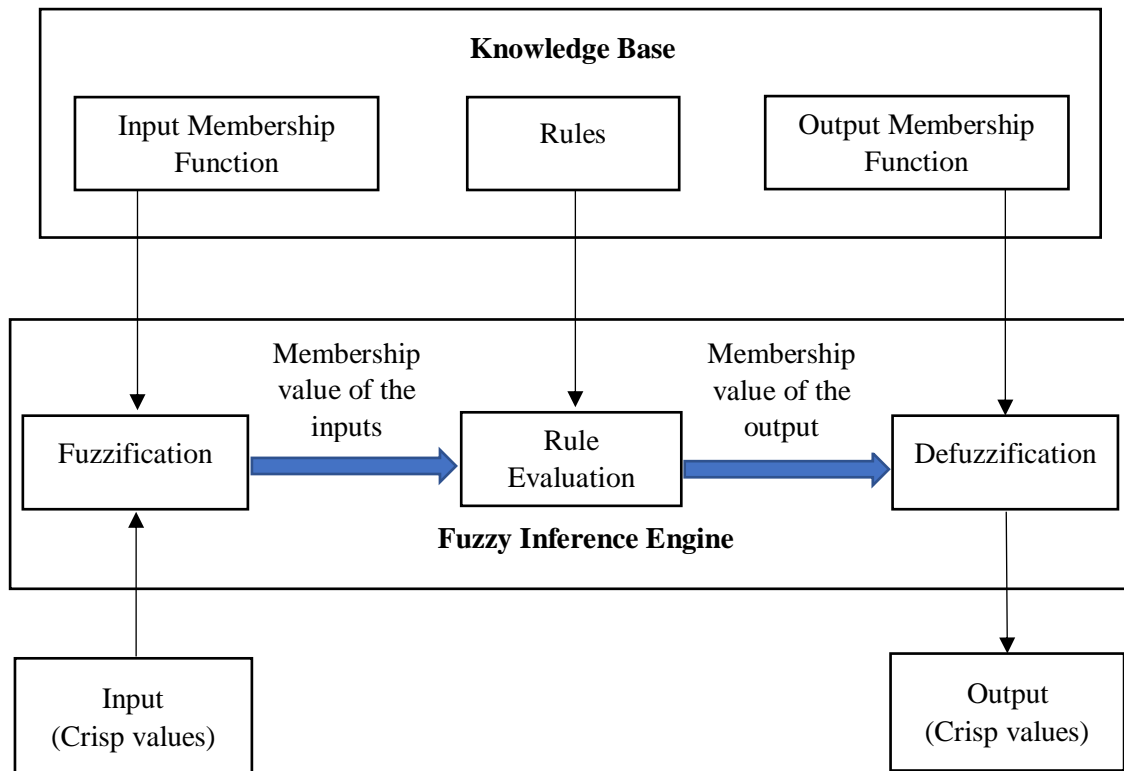 Knowledge Base
Input Membership
Function
Rules
Output Membership
Function
Membership
value of the
inputs
Membership
value of the
output
Fuzzification
Rule
Evaluation
Defuzzification
Fuzzy Inference Engine
Input
(Crisp values)
Output
(Crisp values)